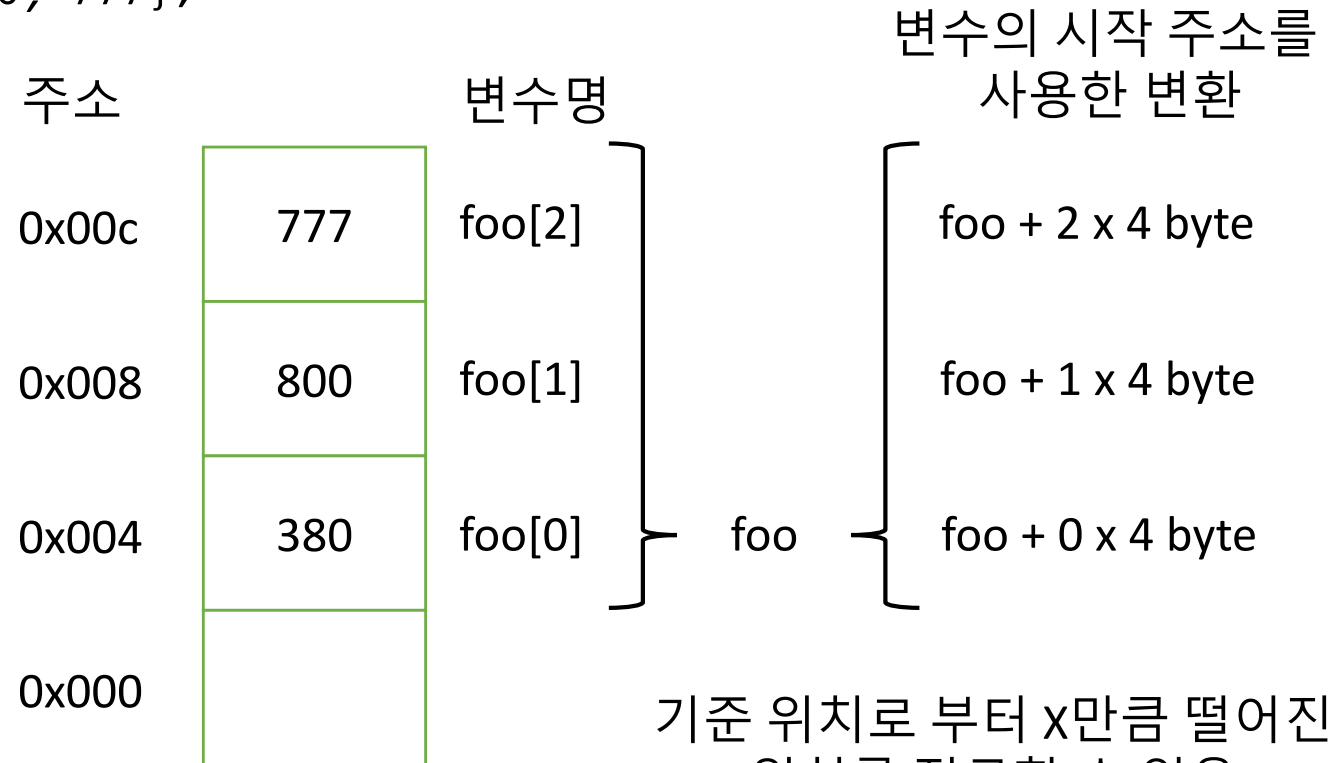 777};
변수의 시작 주소를
사용한 변환
주소
변수명
0x00c
777
foo[2]
foo + 2 x 4 byte
0x008
800
foo[1]
foo + 1 x 4 byte
0x004
380
foo[0]
foo
foo + 0 x 4 byte
0x000
기준 위치로 부터 x만큼 떨어진